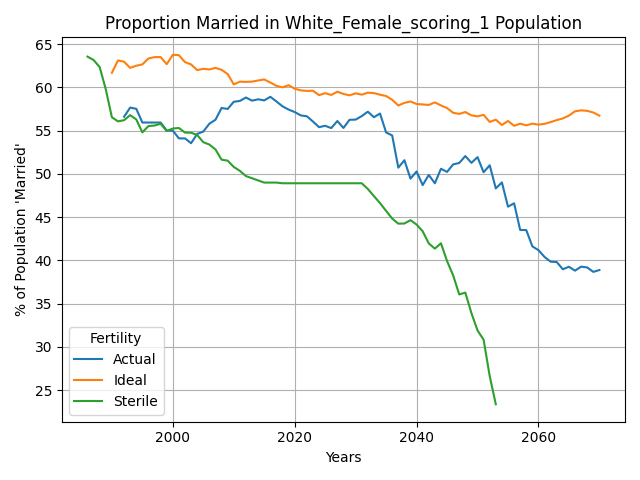 Proportion Married in White_Female_scoring_1 Population
% of Population 'Married'
65
60
55
50
45
40
35
30
25
Fertility
Actual
Ideal
Sterile
2000 2020 2040 2060
Years